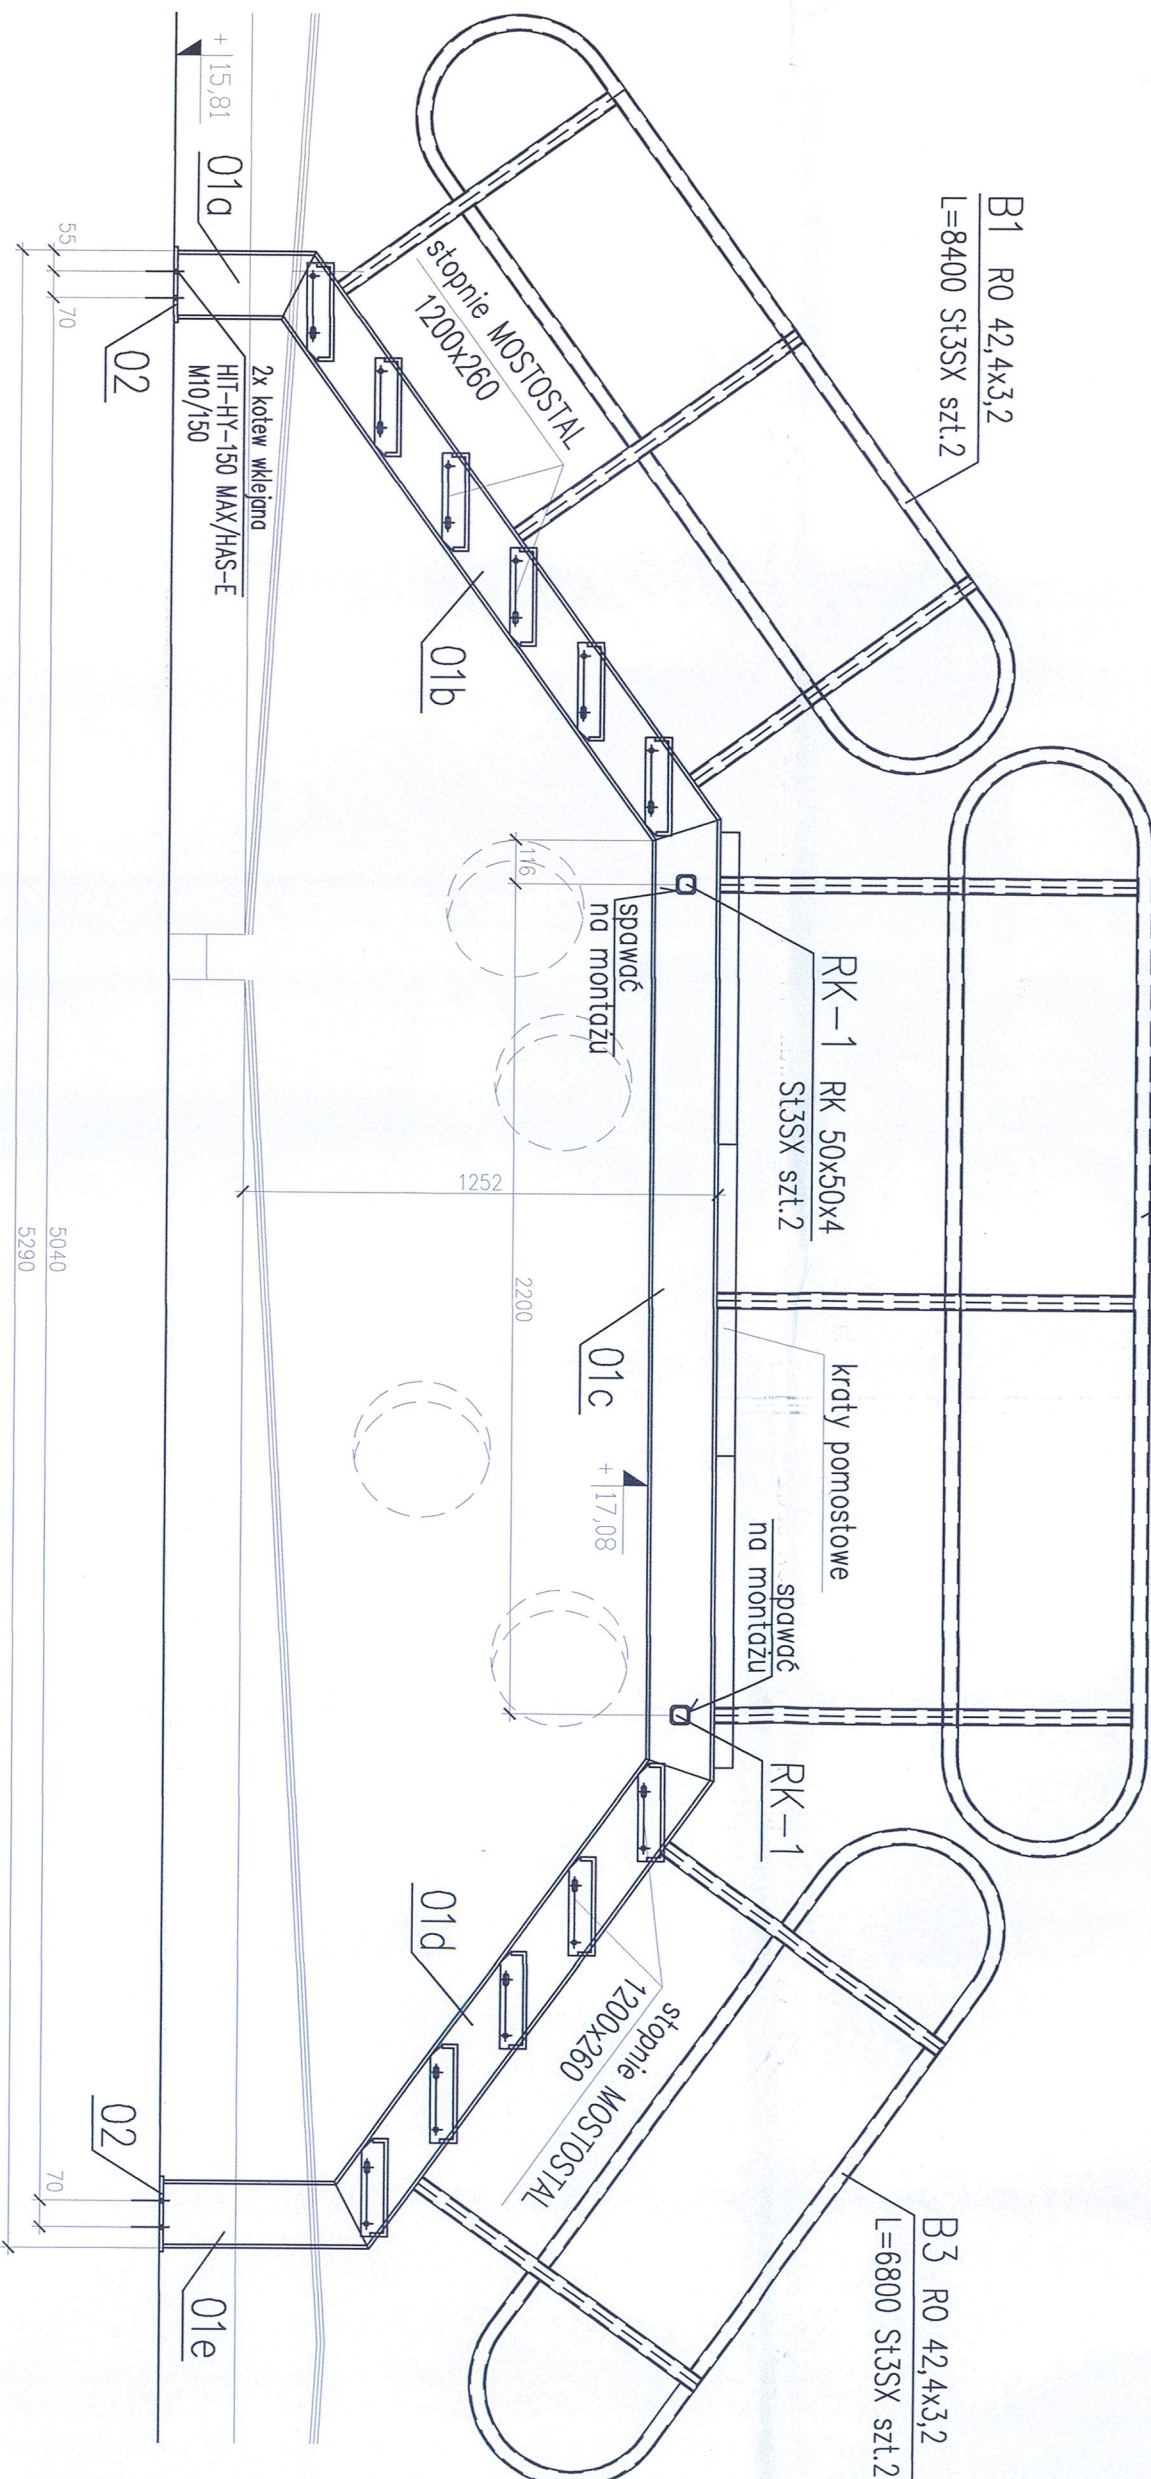 B1 RO 42,4x3,2
L=8400 St3SX szt.2
stopnie MOSTOSTAL
1200x260
+15,81
01a
55
70
02
2x kotew wklejana
HIT-HY-150 MAX/HAS-E
M10/150
01b
116
spawać
na montażu
RK-1 RK 50x50x4
St3SX szt.2
1252
2200
01c
kraty pomostowe
+17,08
spawać
na montażu
RK-1
5040
5290
01d
stopnie MOSTOSTAL
1200x260
B3 RO 42,4x3,2
L=6800 St3SX szt.2
02
70
01e